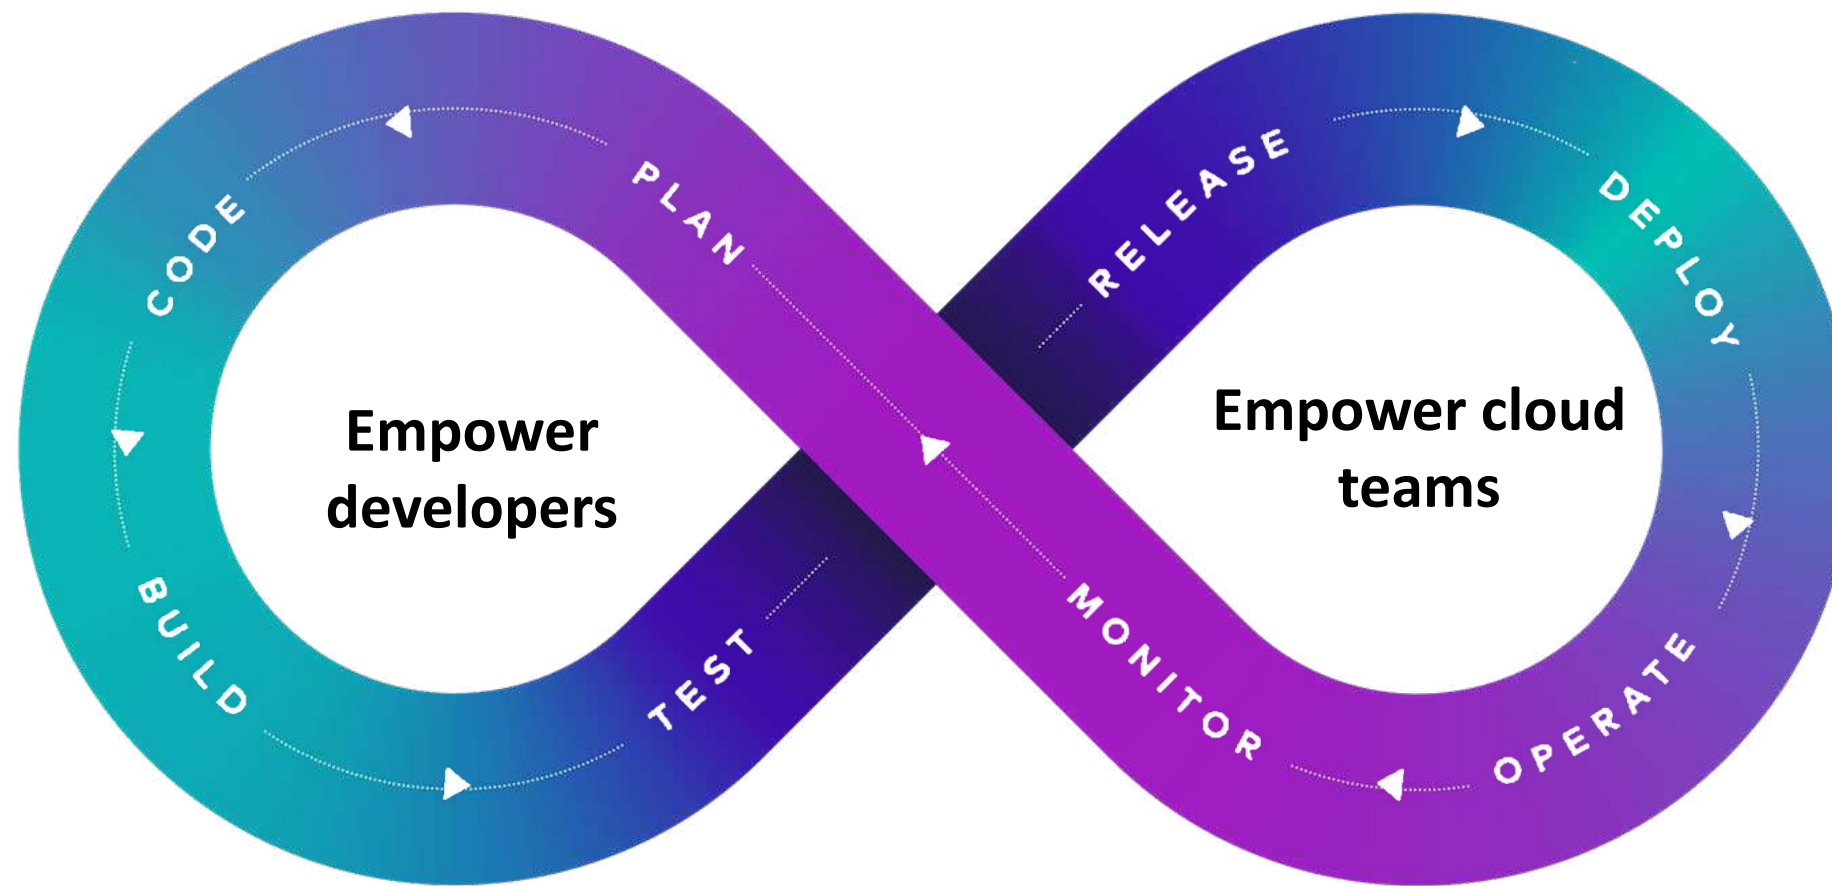 PLAN
CODE
BUILD
TEST
RELEASE
DEPLOY
OPERATE
MONITOR
Empower
developers
Empower cloud
teams